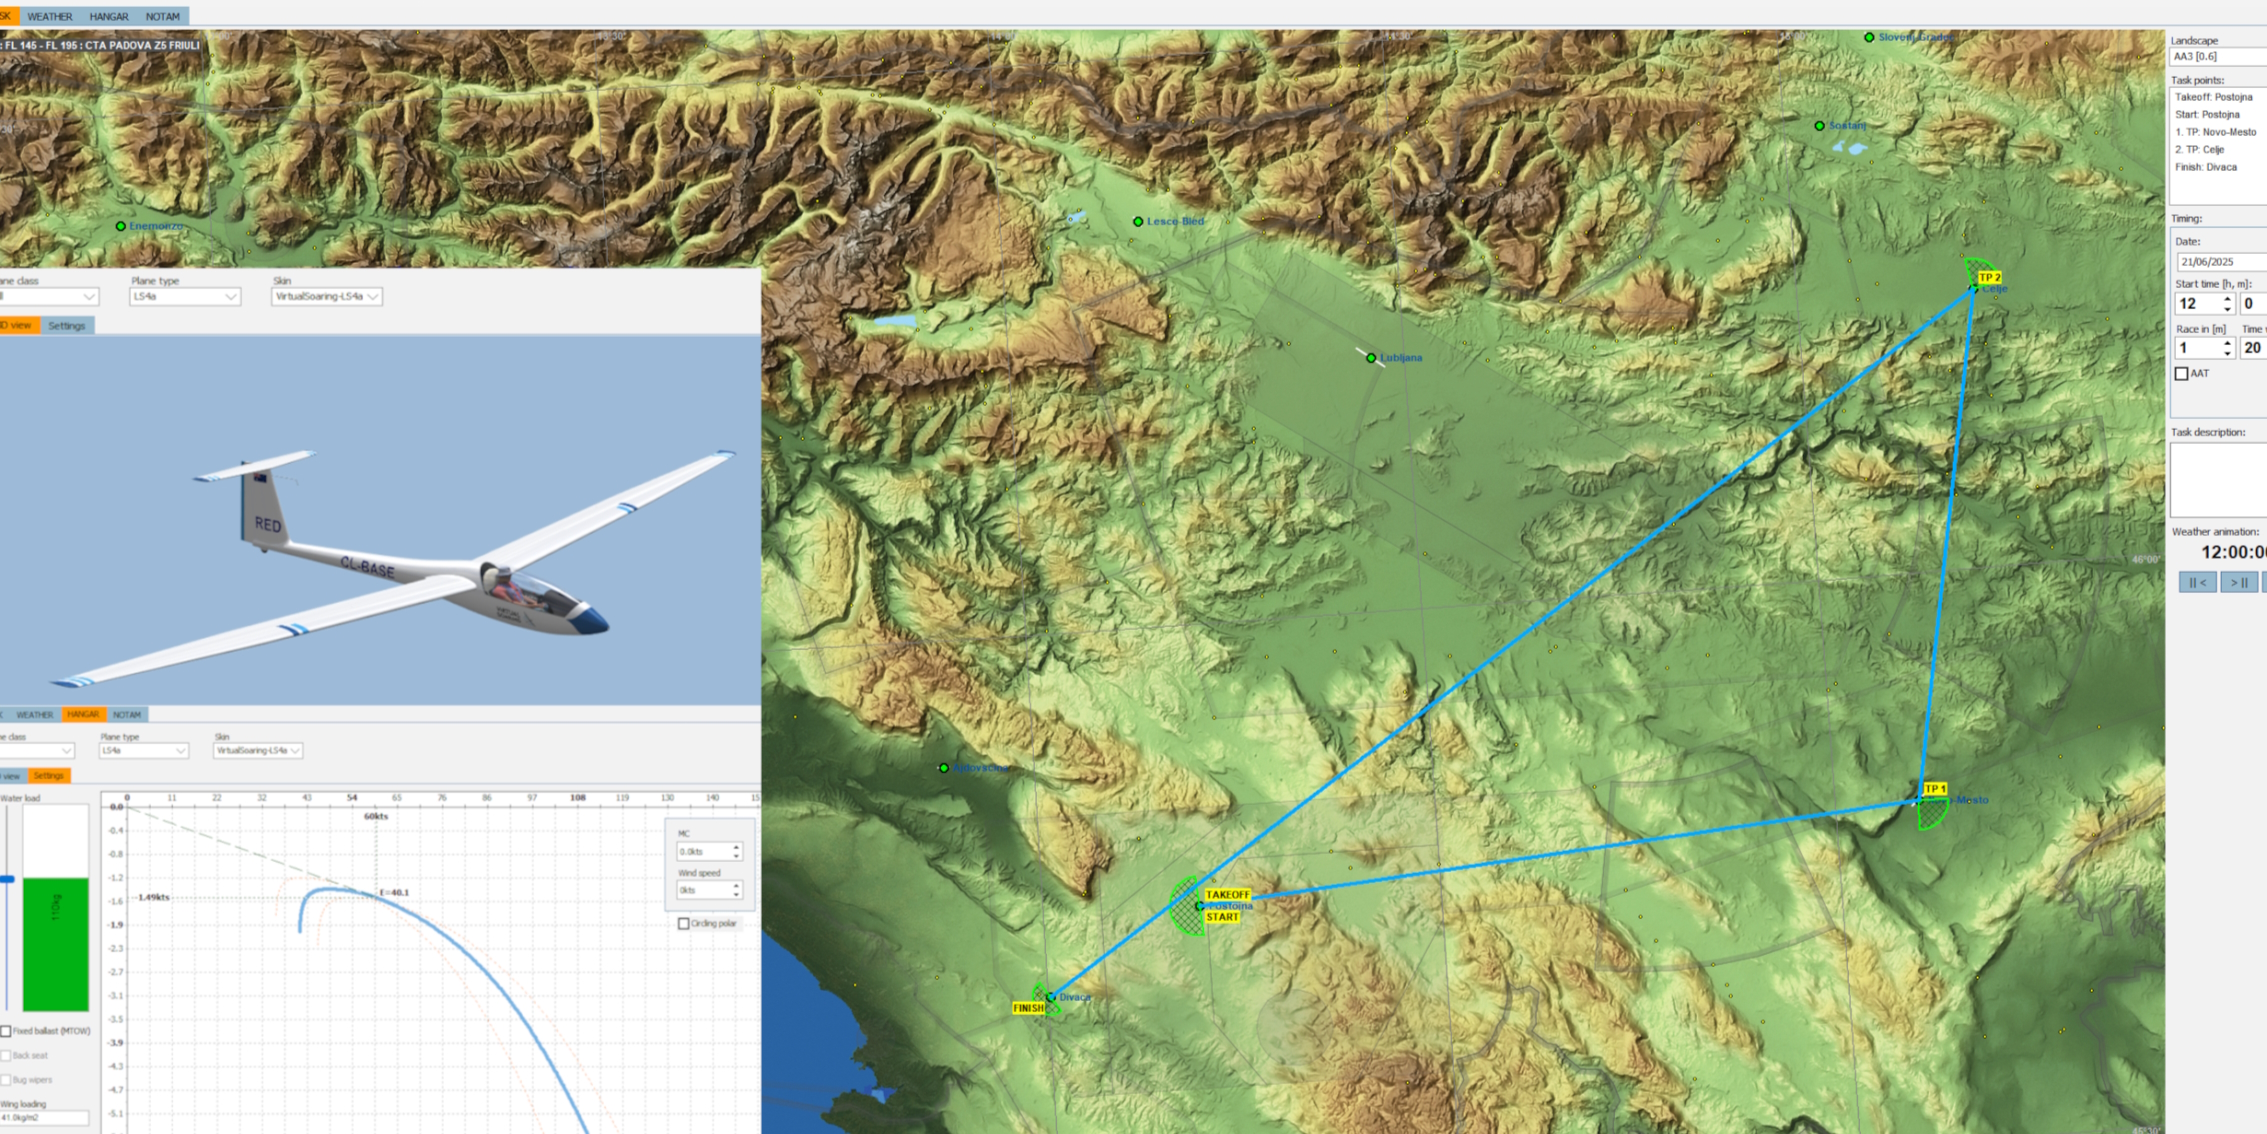 SK WEATHER HANGAR NOTAM
: FL 145 - FL 195 : CTA PADOVA Z5 FRIULI
Slovenj-Gradec
Sostanj
Enemonzo
Lesce-Bled
TP 2
Celje
Lubljana
46°00'
TP 1
Novo-Mesto
TAKEOFF
Postojna
START
FINISH
Divaca
Landscape
AA3 [0.6]
Task points:
Takeoff: Postojna
Start: Postojna
1. TP: Novo-Mesto
2. TP: Celje
Finish: Divaca
Timing:
Date:
21/06/2025
Start time [h, m]:
12 0
Race in [m] Time
1 20
AAT
Task description:
Weather animation:
12:00:0
|| < > ||
ane class Plane type Skin
LS4a VirtualSoaring-LS4a
D view Settings
RED
CL-BASE
K WEATHER HANGAR NOTAM
ne class Plane type Skin
LS4a VirtualSoaring-LS4a
view Settings
Water load
110kg
Fixed ballast (MTOW)
Back seat
Bug wipers
Wing loading
41.0kg/m2
0 11 22 32 43 54 65 76 86 97 108 119 130 140 15
0.0
-0.4
-0.8
-1.2
-1.6
-1.9
-2.3
-2.7
-3.1
-3.5
-3.9
-4.3
-4.7
-5.1
60kts
-1.49kts
E=40.1
MC
0.0kts
Wind speed
0kts
Circling polar